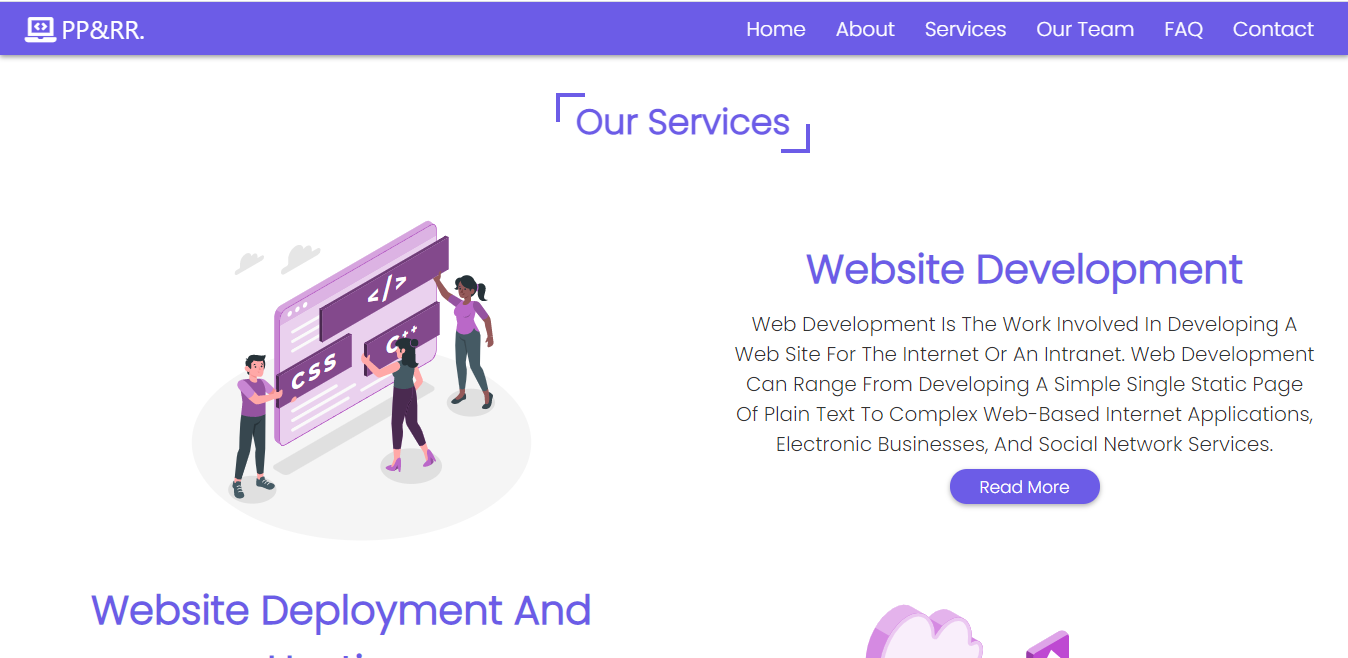 PP&RR.
Home About Services Our Team FAQ Contact
Our Services
</>
CSS
C++
Website Development
Web Development Is The Work Involved In Developing A
Web Site For The Internet Or An Intranet. Web Development
Can Range From Developing A Simple Single Static Page
Of Plain Text To Complex Web-Based Internet Applications,
Electronic Businesses, And Social Network Services.
Read More
Website Deployment And